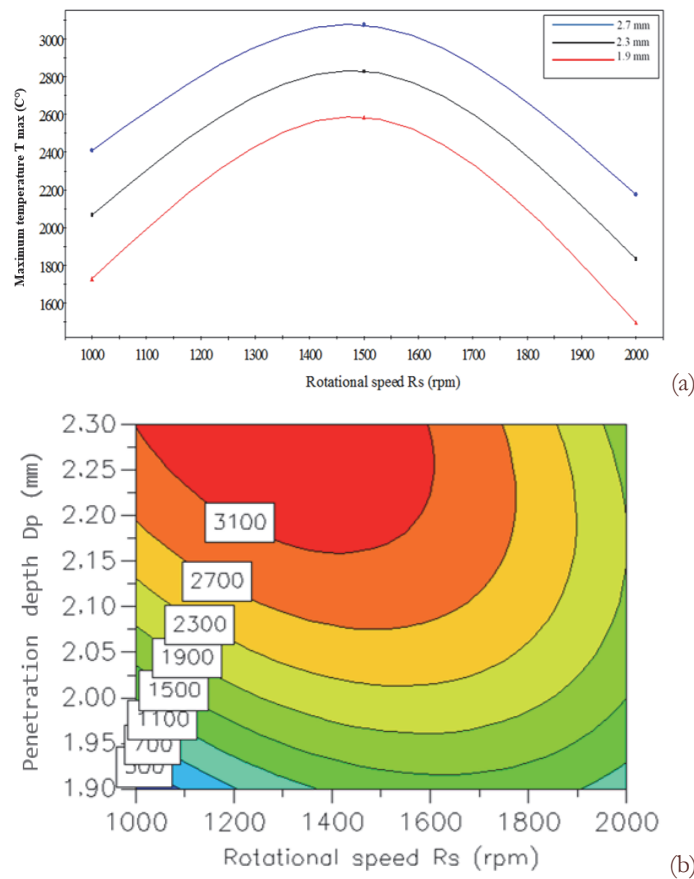 3000
2800
2600
2400
2200
2000
1800
1600
Maximum temperature T max (C°)
2.7 mm
2.3 mm
1.9 mm
1000 1100 1200 1300 1400 1500 1600 1700 1800 1900 2000
Rotational speed Rs (rpm)
(a)
2.30
2.25
2.20
2.15
2.10
2.05
2.00
1.95
1.90
Penetration depth Dp (mm)
3100
2700
2300
1900
1500
1100
700
1000 1200 1400 1600 1800 2000
Rotational speed Rs (rpm)
(b)